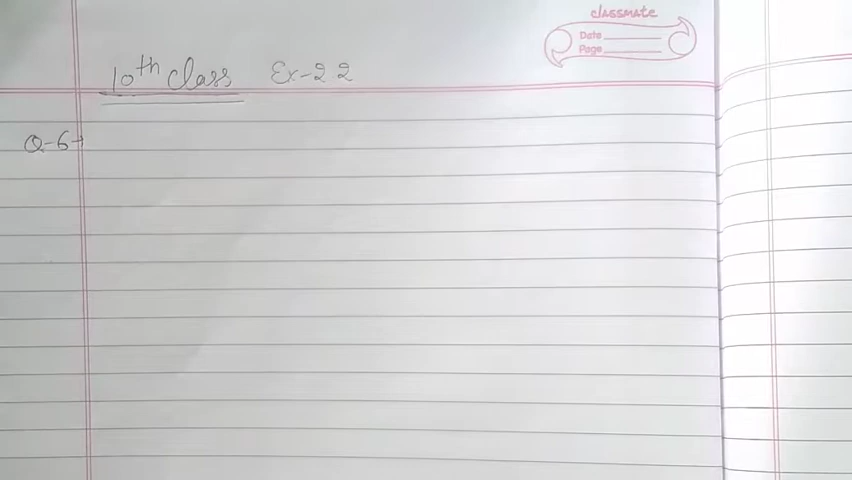 classmate
Date
Page
10th class Ex-2.2
Q-6→